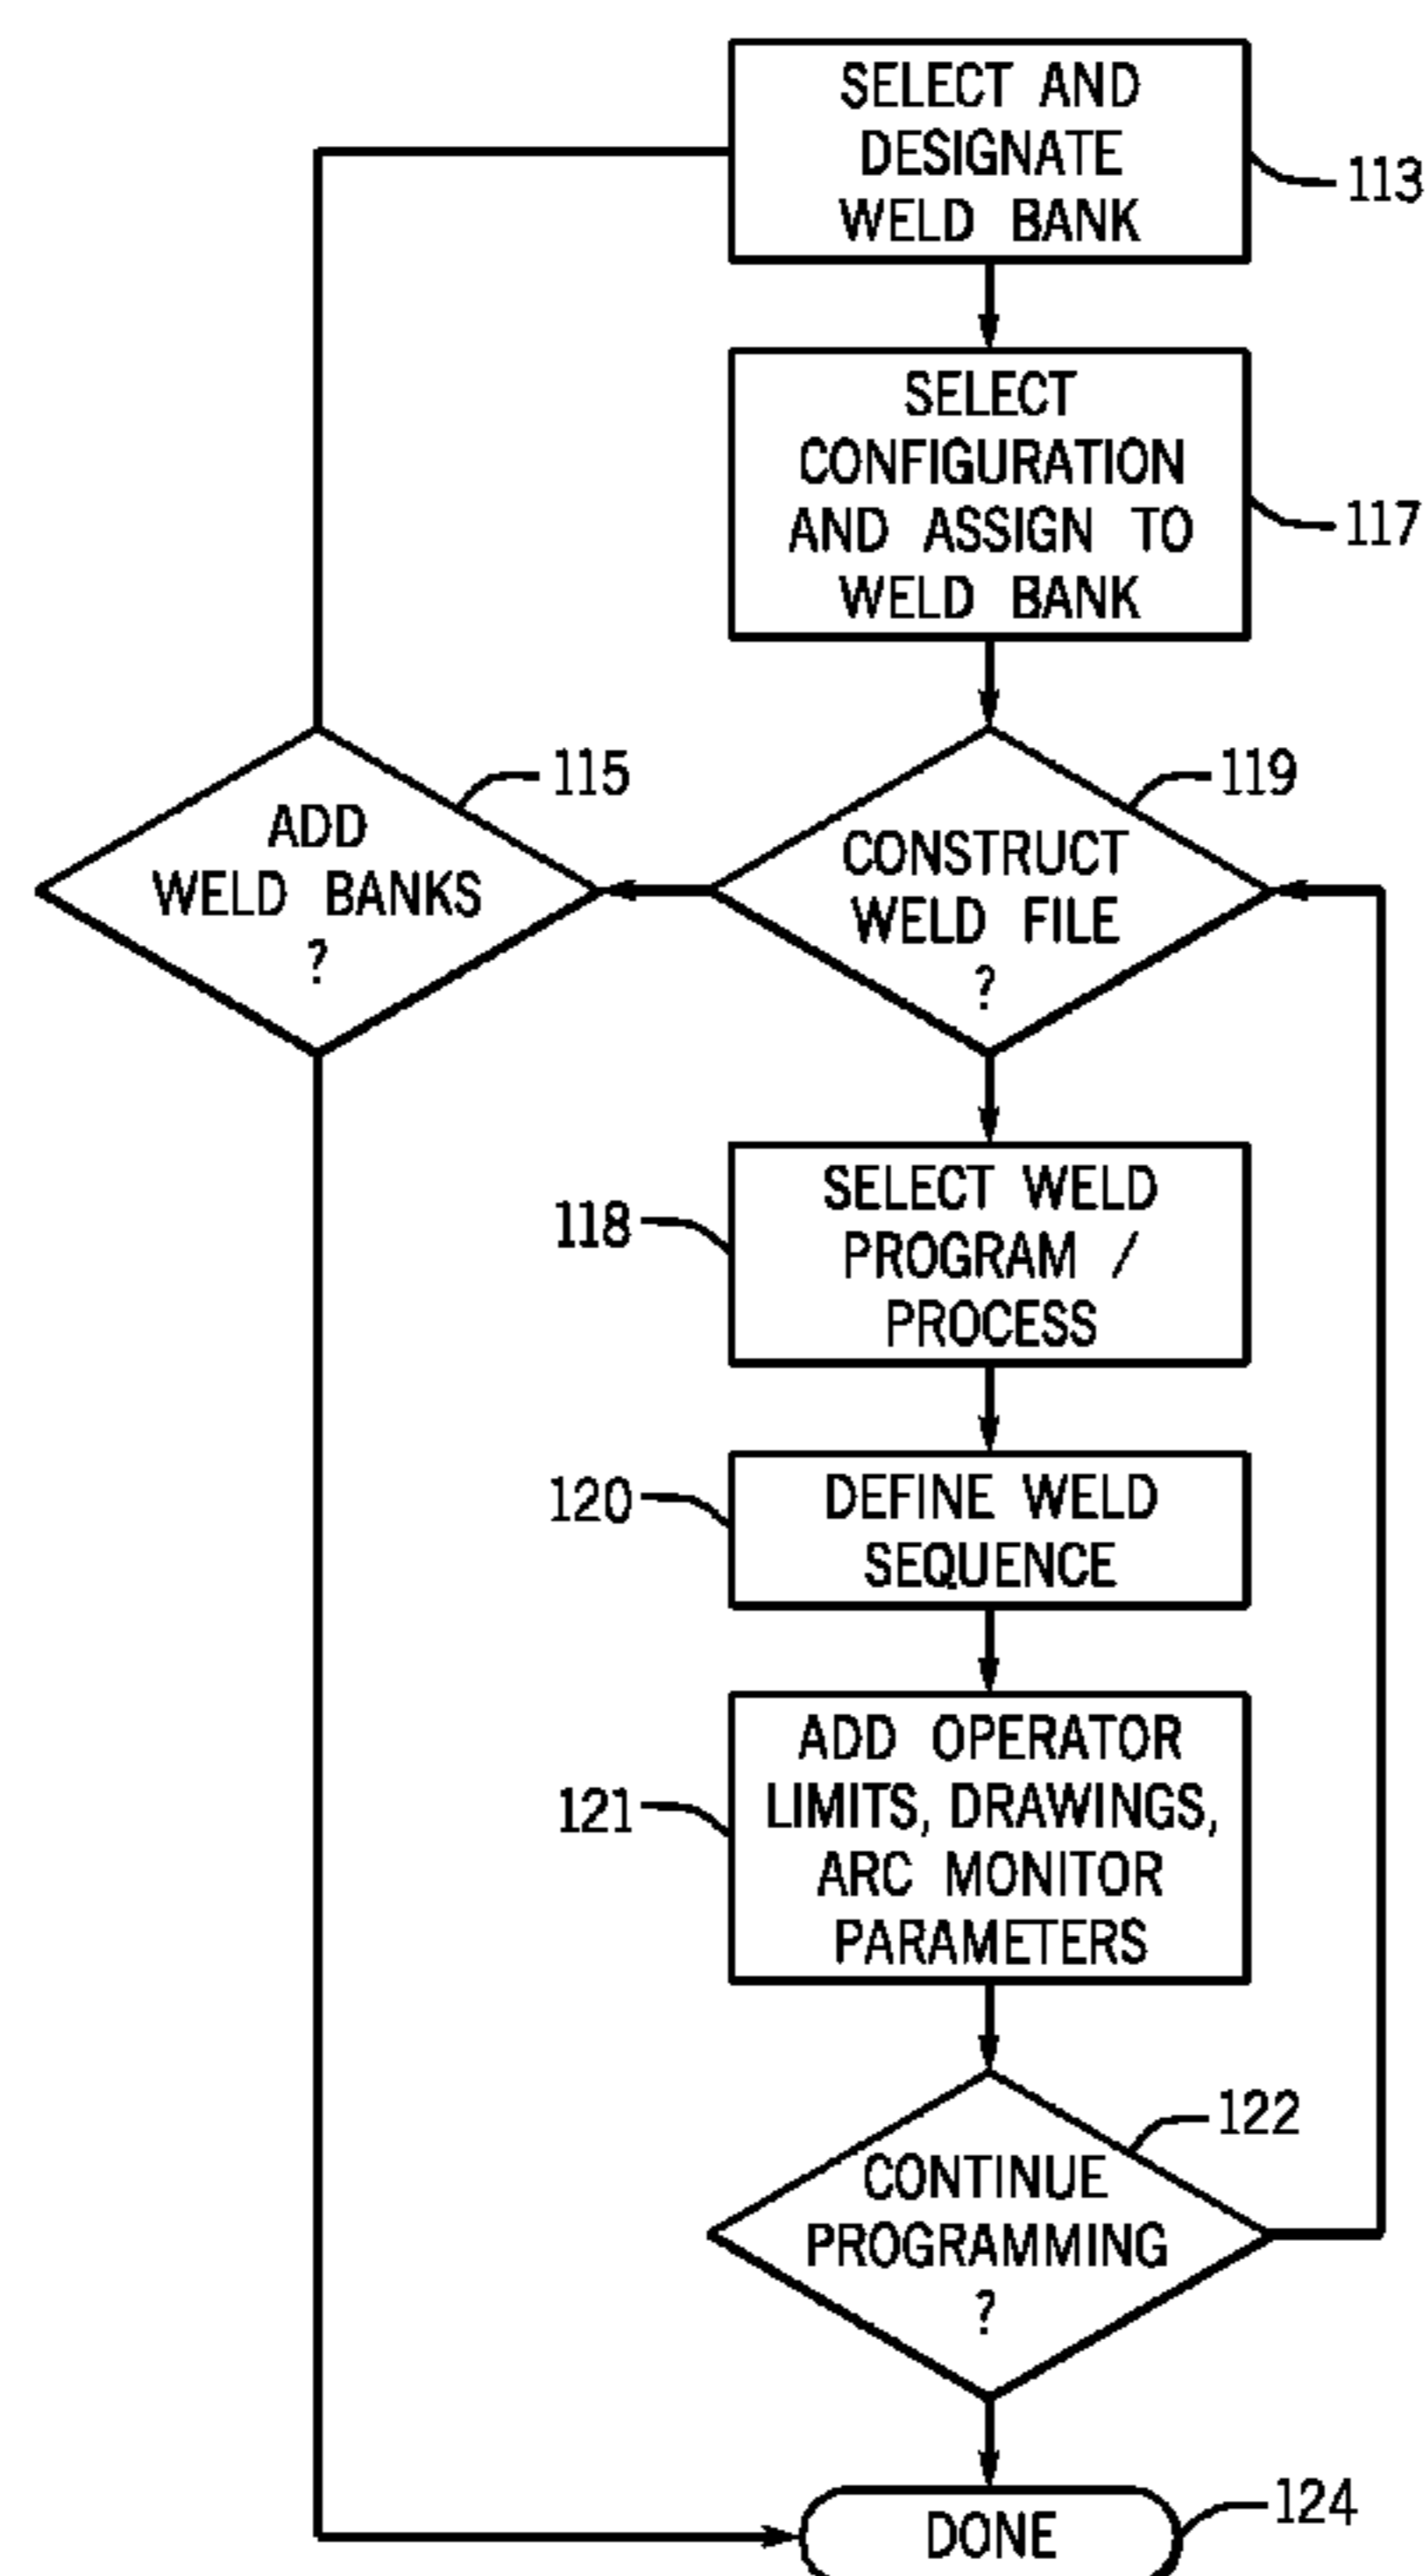 SELECT AND
DESIGNATE
WELD BANK
113
SELECT
CONFIGURATION
AND ASSIGN TO
WELD BANK
117
ADD
WELD BANKS
?
115
CONSTRUCT
WELD FILE
?
119
SELECT WELD
PROGRAM /
PROCESS
118
DEFINE WELD
SEQUENCE
120
ADD OPERATOR
LIMITS, DRAWINGS,
ARC MONITOR
PARAMETERS
121
CONTINUE
PROGRAMMING
?
122
DONE
124